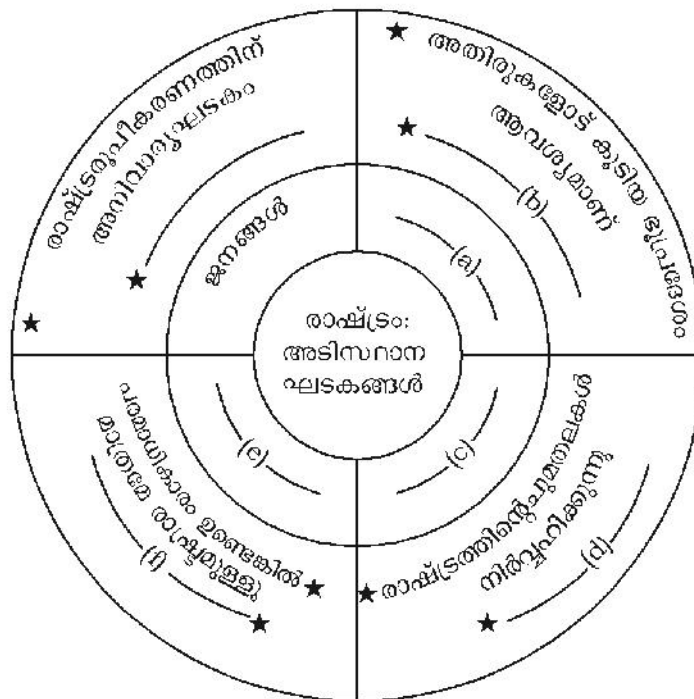 രാഷ്ട്രരൂപീകരണത്തിന്
അനിവാര്യഘടകം
ജനങ്ങൾ
അതിരുകളോട് കൂടിയ ഭൂപ്രദേശം
ആവശ്യമാണ്
(b)
(a)
രാഷ്ട്രം:
അടിസ്ഥാന
ഘടകങ്ങൾ
(e)
പരമാധികാരം ഉണ്ടെങ്കിൽ
മാത്രമേ രാഷ്ട്രമുള്ളൂ
(f)
(c)
രാഷ്ട്രത്തിന്റെചുമതലകൾ
നിർവ്വഹിക്കുന്നു
(d)